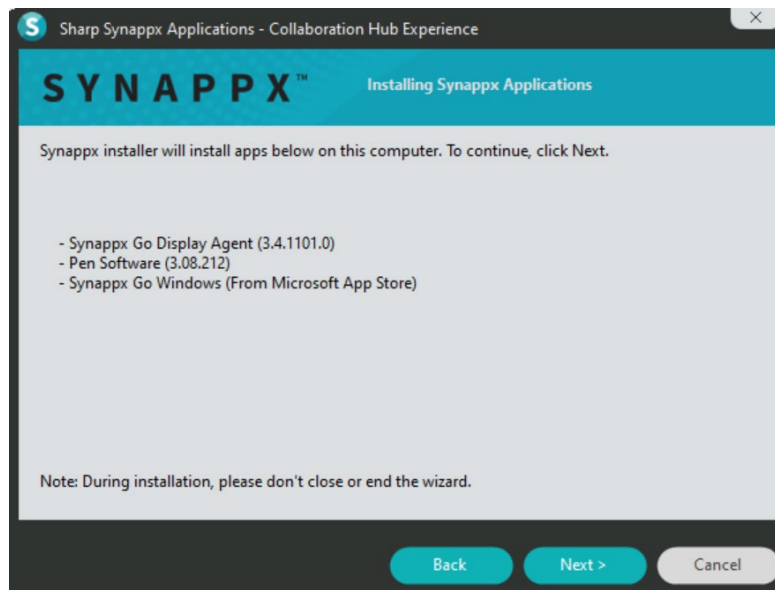 S Sharp Synappx Applications - Collaboration Hub Experience
SYNAPPX™ Installing Synappx Applications
Synappx installer will install apps below on this computer. To continue, click Next.
- Synappx Go Display Agent (3.4.1101.0)
- Pen Software (3.08.212)
- Synappx Go Windows (From Microsoft App Store)
Note: During installation, please don't close or end the wizard.
Back Next > Cancel